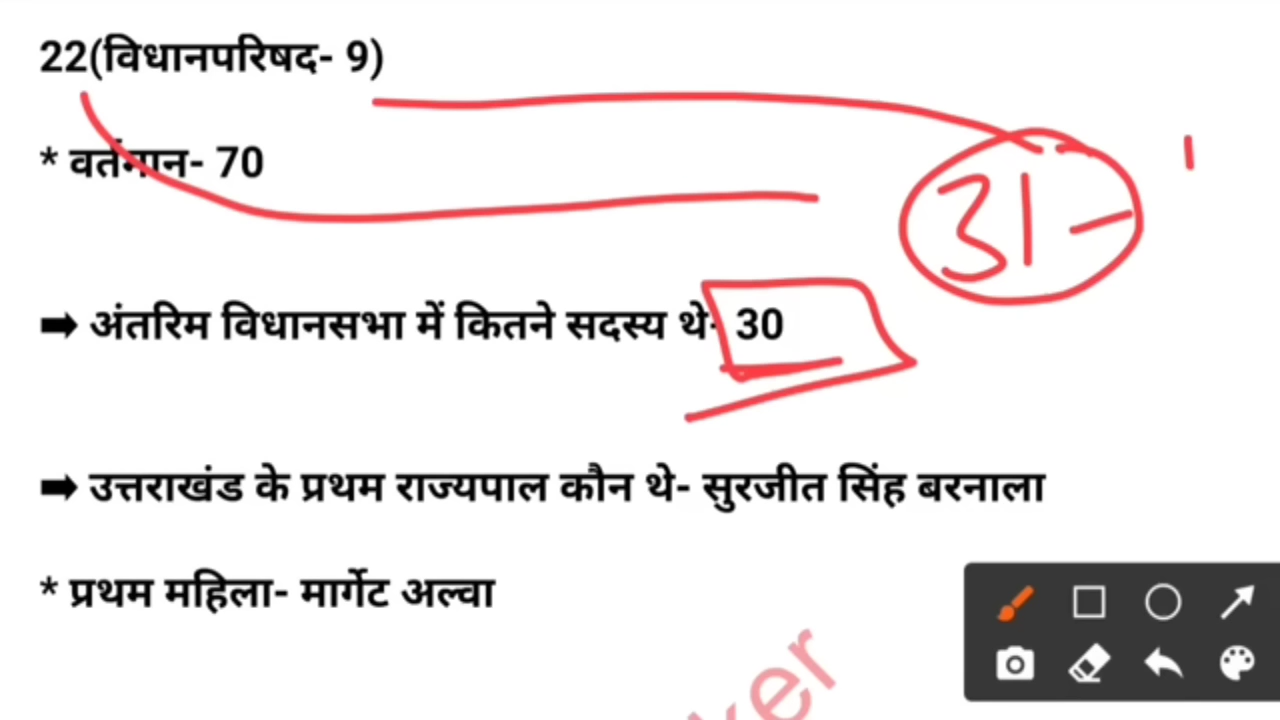 22(विधानपरिषद- 9)
* वर्तमान- 70
31-
➡ अंतरिम विधानसभा में कितने सदस्य थे- 30
➡ उत्तराखंड के प्रथम राज्यपाल कौन थे- सुरजीत सिंह बरनाला
* प्रथम महिला- मार्गेट अल्वा